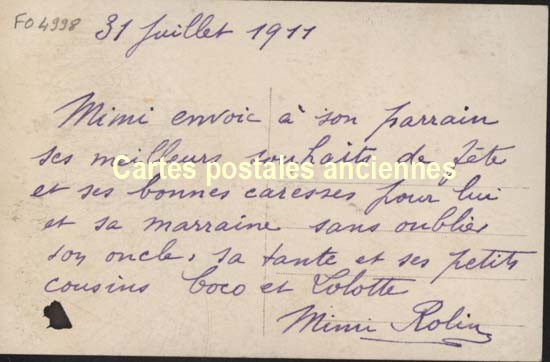 FO 4998
31 Juillet 1911
Mimi envoie à son parrain
ses meilleurs souhaits de fête
Cartes postales anciennes
et ses bonnes caresses pour lui
et sa marraine sans oublier
son oncle, sa tante et ses petits
cousins Coco et Lolotte
Mimi Rolin